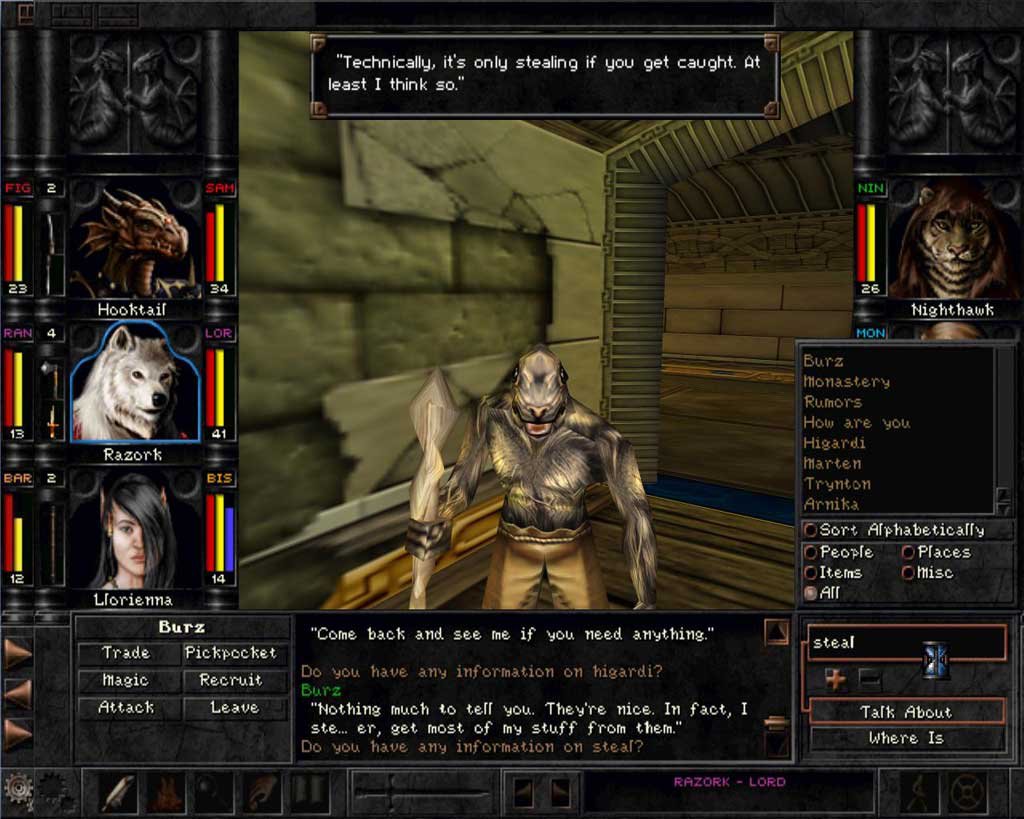 "Technically, it's only stealing if you get caught. At
least I think so."
FIG 2 SAM
23 34
Hooktail
RAN 4 LOR
13 41
Razork
BAR 2 BIS
12 14
Llorienna
NIN
26
Nighthawk
MON
Burz
Monastery
Rumors
How are you
Higardi
Marten
Trynton
Arnika
Sort Alphabetically
People Places
Items Misc
All
Burz
Trade Pickpocket
Magic Recruit
Attack Leave
"Come back and see me if you need anything."
Do you have any information on higardi?
Burz
"Nothing much to tell you. They're nice. In fact, I
ste... er, get most of my stuff from them."
Do you have any information on steal?
steal
Talk About
Where Is
RAZORK - LORD